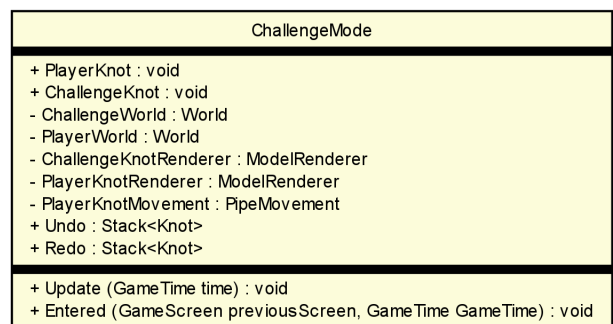 ChallengeMode
+ PlayerKnot : void
+ ChallengeKnot : void
- ChallengeWorld : World
- PlayerWorld : World
- ChallengeKnotRenderer : ModelRenderer
- PlayerKnotRenderer : ModelRenderer
- PlayerKnotMovement : PipeMovement
+ Undo : Stack<Knot>
+ Redo : Stack<Knot>
+ Update (GameTime time) : void
+ Entered (GameScreen previousScreen, GameTime GameTime) : void